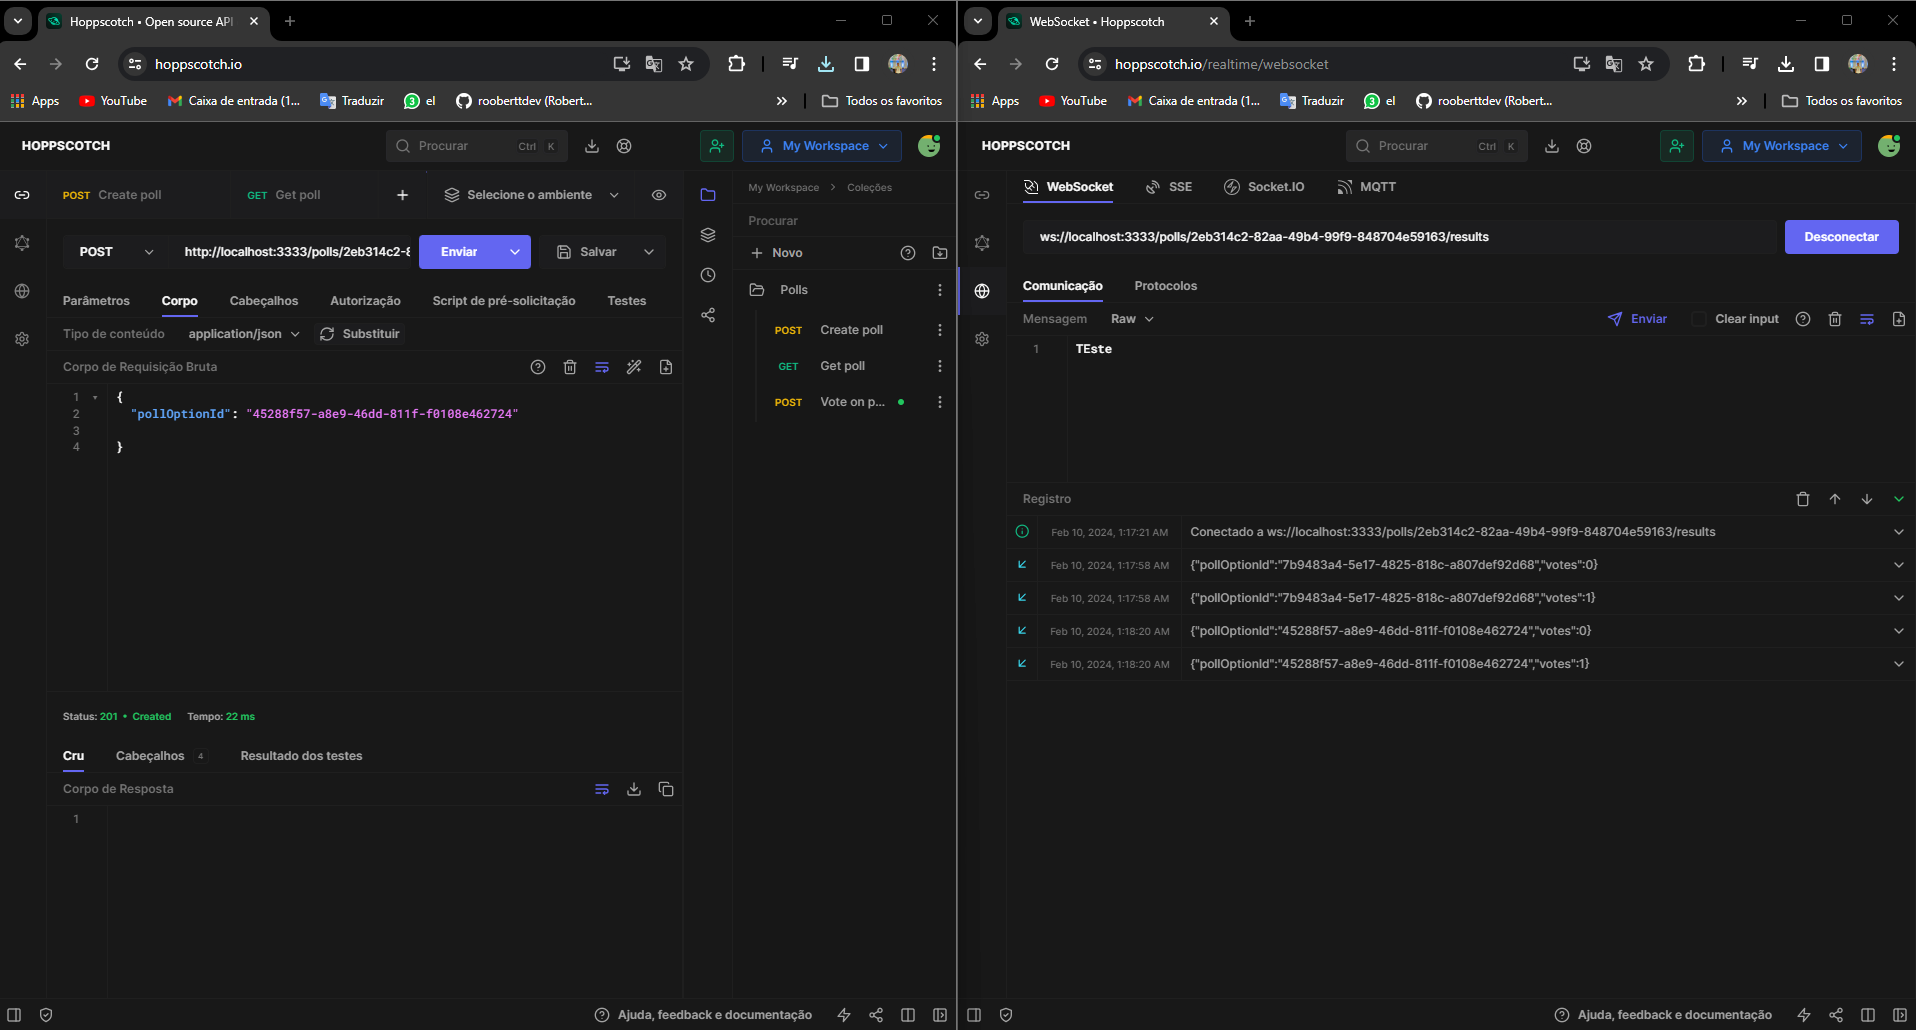 Hoppscotch • Open source API
hoppscotch.io
Apps
YouTube
Caixa de entrada (1...
Traduzir
3
el
rooberttdev (Robert...
Todos os favoritos
HOPPSCOTCH
Procurar
Ctrl K
My Workspace
POST Create poll
GET Get poll
Selecione o ambiente
POST
http://localhost:3333/polls/2eb314c2-8
Enviar
Salvar
Parâmetros
Corpo
Cabeçalhos
Autorização
Script de pré-solicitação
Testes
Tipo de conteúdo
application/json
Substituir
Corpo de Requisição Bruta
1 {
2 "pollOptionId": "45288f57-a8e9-46dd-811f-f0108e462724"
3
4 }
Status: 201 • Created Tempo: 22 ms
Cru
Cabeçalhos 4
Resultado dos testes
Corpo de Resposta
1
My Workspace > Coleções
Procurar
Novo
Polls
POST Create poll
GET Get poll
POST Vote on p...
Ajuda, feedback e documentação
WebSocket • Hoppscotch
hoppscotch.io/realtime/websocket
Apps
YouTube
Caixa de entrada (1...
Traduzir
3
el
rooberttdev (Robert...
Todos os favoritos
HOPPSCOTCH
Procurar
Ctrl K
My Workspace
WebSocket
SSE
Socket.IO
MQTT
ws://localhost:3333/polls/2eb314c2-82aa-49b4-99f9-848704e59163/results
Desconectar
Comunicação
Protocolos
Mensagem
Raw
Enviar
Clear input
1 TEste
Registro
Feb 10, 2024, 1:17:21 AM Conectado a ws://localhost:3333/polls/2eb314c2-82aa-49b4-99f9-848704e59163/results
Feb 10, 2024, 1:17:58 AM {"pollOptionId":"7b9483a4-5e17-4825-818c-a807def92d68","votes":0}
Feb 10, 2024, 1:17:58 AM {"pollOptionId":"7b9483a4-5e17-4825-818c-a807def92d68","votes":1}
Feb 10, 2024, 1:18:20 AM {"pollOptionId":"45288f57-a8e9-46dd-811f-f0108e462724","votes":0}
Feb 10, 2024, 1:18:20 AM {"pollOptionId":"45288f57-a8e9-46dd-811f-f0108e462724","votes":1}
Ajuda, feedback e documentação